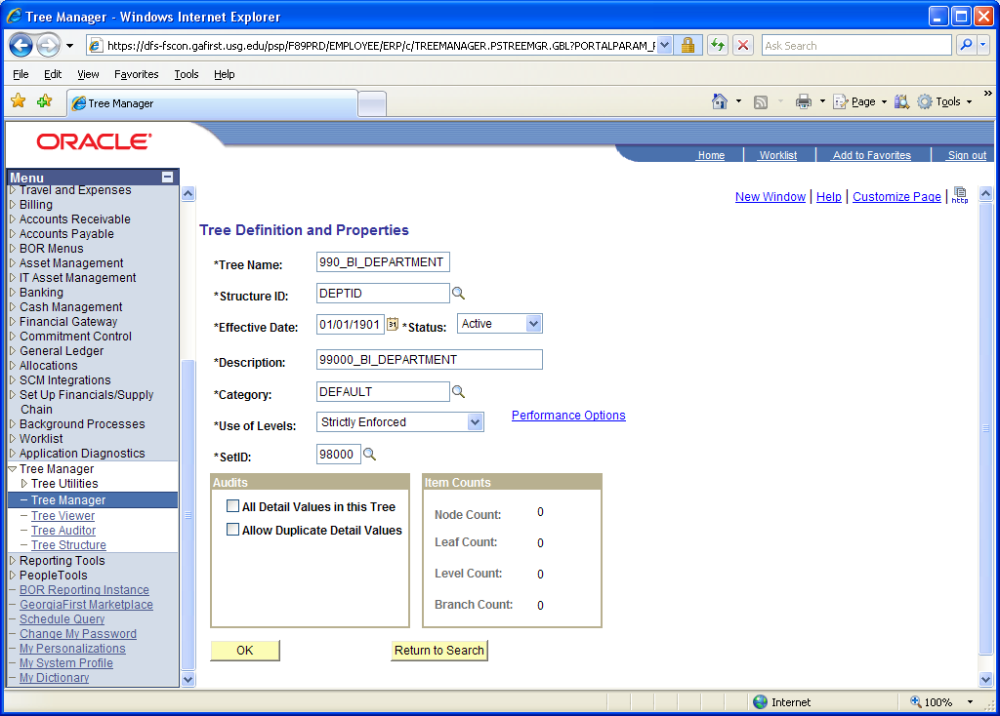 Tree Manager - Windows Internet Explorer
https://dfs-fscon.gafirst.usg.edu/psp/F89PRD/EMPLOYEE/ERP/c/TREEMANAGER.PSTREEMGR.GBL?PORTALPARAM_F
Ask Search
File Edit View Favorites Tools Help
Tree Manager
Page Tools »
ORACLE®
Home Worklist Add to Favorites Sign out
Menu
Travel and Expenses
Billing
Accounts Receivable
Accounts Payable
BOR Menus
Asset Management
IT Asset Management
Banking
Cash Management
Financial Gateway
Commitment Control
General Ledger
Allocations
SCM Integrations
Set Up Financials/Supply
Chain
Background Processes
Worklist
Application Diagnostics
Tree Manager
Tree Utilities
Tree Manager
Tree Viewer
Tree Auditor
Tree Structure
Reporting Tools
PeopleTools
BOR Reporting Instance
GeorgiaFirst Marketplace
Schedule Query
Change My Password
My Personalizations
My System Profile
My Dictionary
New Window | Help | Customize Page | http
Tree Definition and Properties
*Tree Name: 990_BI_DEPARTMENT
*Structure ID: DEPTID
*Effective Date: 01/01/1901 31 *Status: Active
*Description: 99000_BI_DEPARTMENT
*Category: DEFAULT
*Use of Levels: Strictly Enforced Performance Options
*SetID: 98000
Audits
All Detail Values in this Tree
Allow Duplicate Detail Values
Item Counts
Node Count: 0
Leaf Count: 0
Level Count: 0
Branch Count: 0
OK Return to Search
Internet 100%